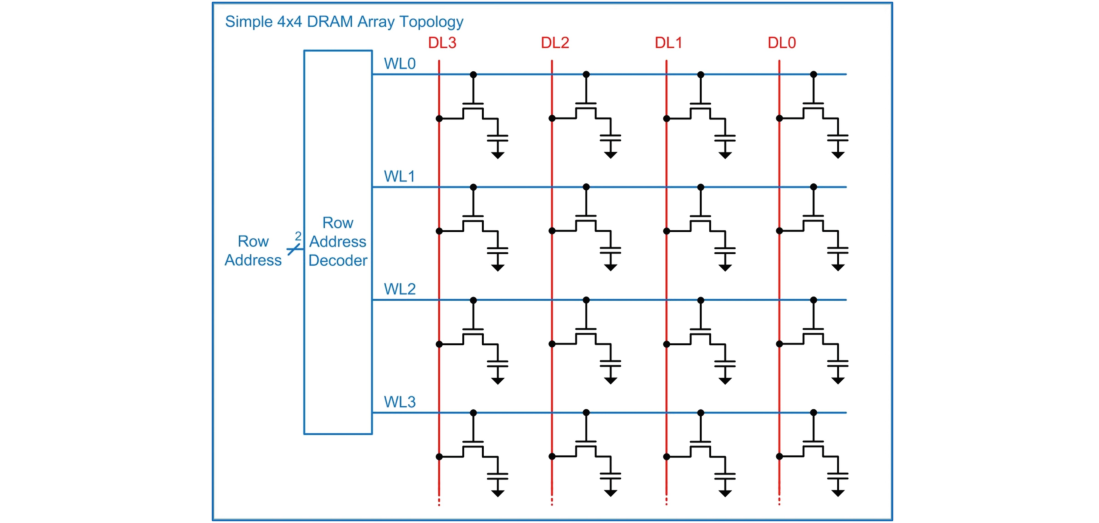 Simple 4x4 DRAM Array Topology
DL3
DL2
DL1
DL0
WL0
WL1
Row
Address
2
Row
Address
Decoder
WL2
WL3